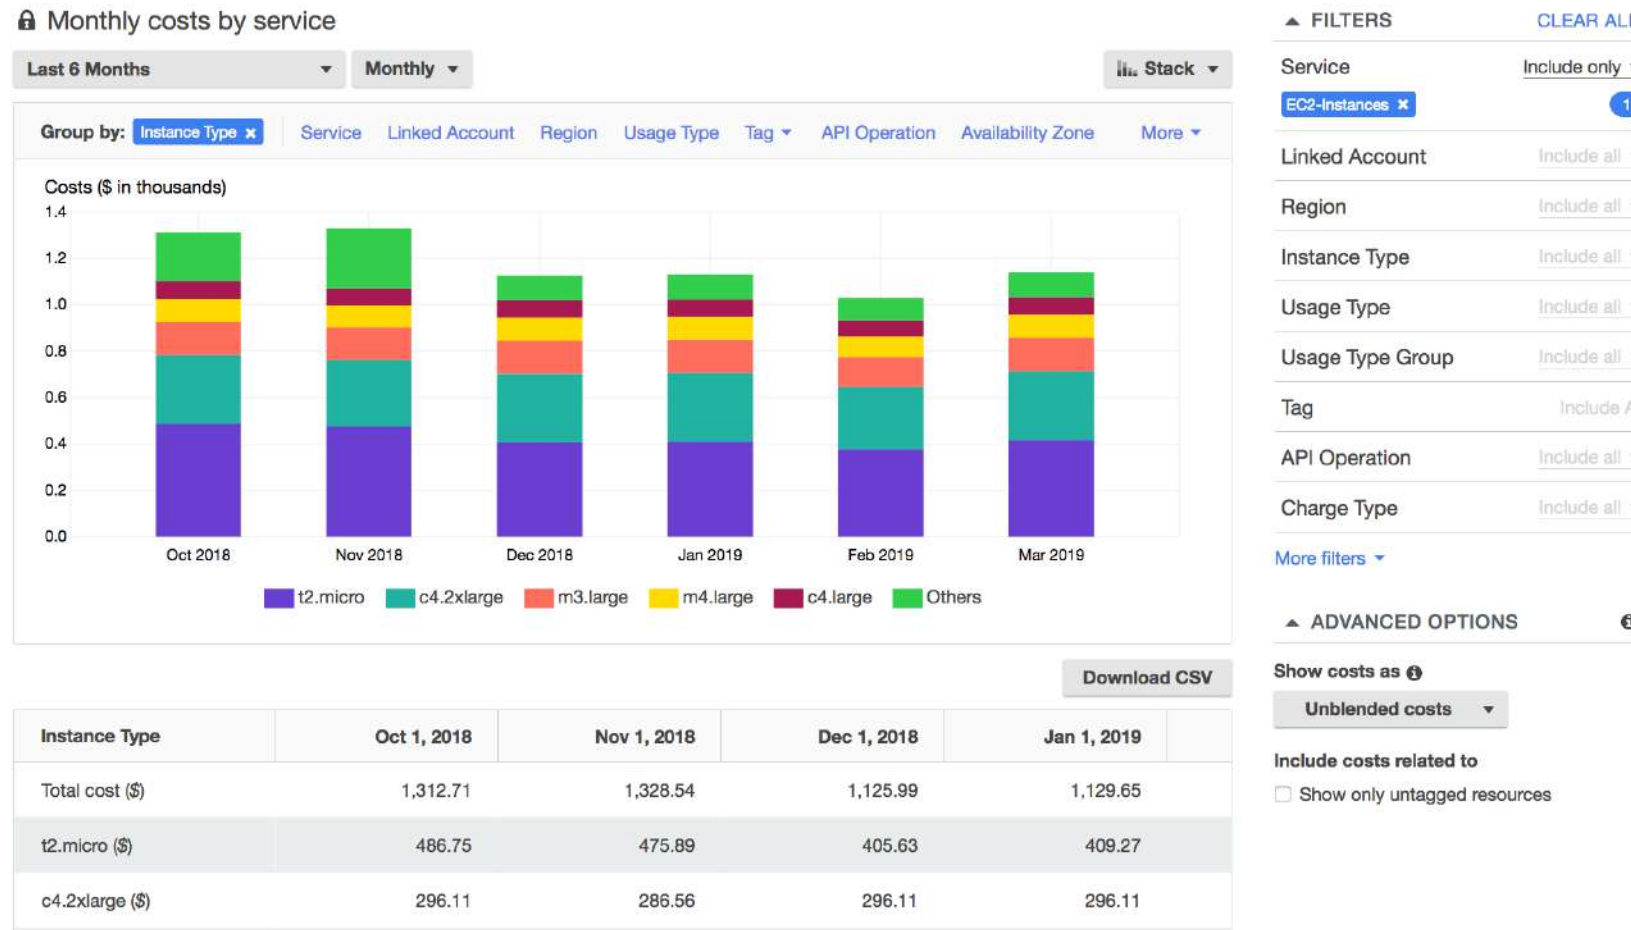 Monthly costs by service
Last 6 Months Monthly Stack
Group by: Instance Type × Service Linked Account Region Usage Type Tag API Operation Availability Zone More
Costs ($ in thousands)
1.4
1.2
1.0
0.8
0.6
0.4
0.2
0.0
Oct 2018 Nov 2018 Dec 2018 Jan 2019 Feb 2019 Mar 2019
t2.micro c4.2xlarge m3.large m4.large c4.large Others
Download CSV
Instance Type Oct 1, 2018 Nov 1, 2018 Dec 1, 2018 Jan 1, 2019
Total cost ($) 1,312.71 1,328.54 1,125.99 1,129.65
t2.micro ($) 486.75 475.89 405.63 409.27
c4.2xlarge ($) 296.11 286.56 296.11 296.11
FILTERS CLEAR ALL
Service Include only
EC2-Instances × 1
Linked Account Include all
Region Include all
Instance Type Include all
Usage Type Include all
Usage Type Group Include all
Tag Include
API Operation Include all
Charge Type Include all
More filters
ADVANCED OPTIONS
Show costs as
Unblended costs
Include costs related to
Show only untagged resources